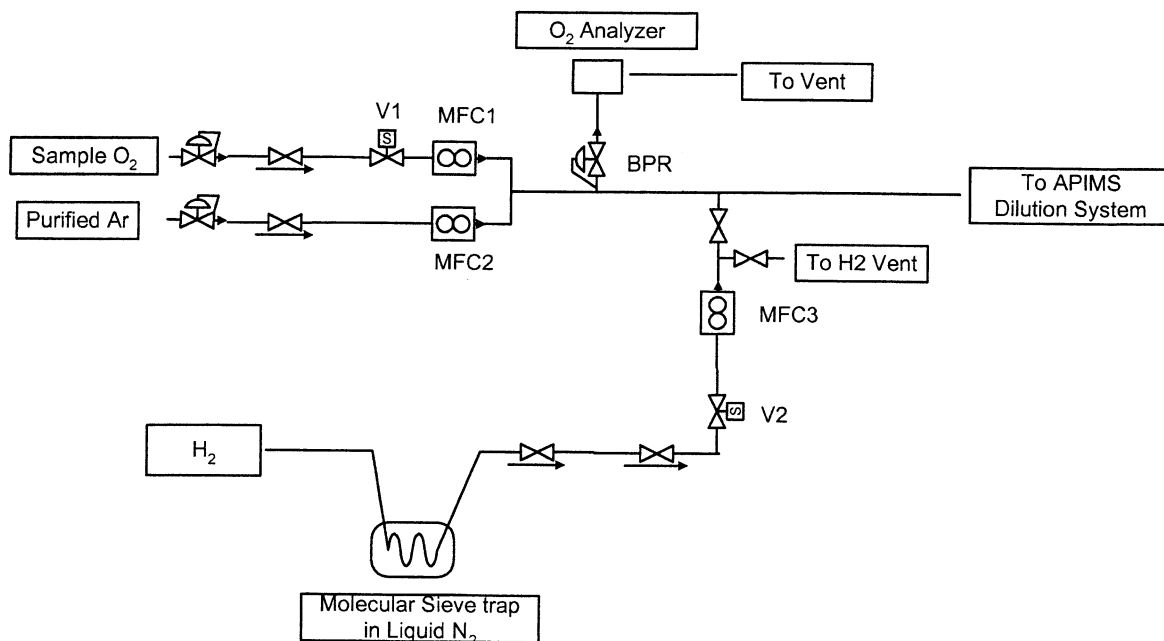 O₂ Analyzer
To Vent
V1
MFC1
S
Sample O₂
BPR
To APIMS
Dilution System
Purified Ar
MFC2
To H2 Vent
MFC3
S
V2
H₂
Molecular Sieve trap
in Liquid N₂